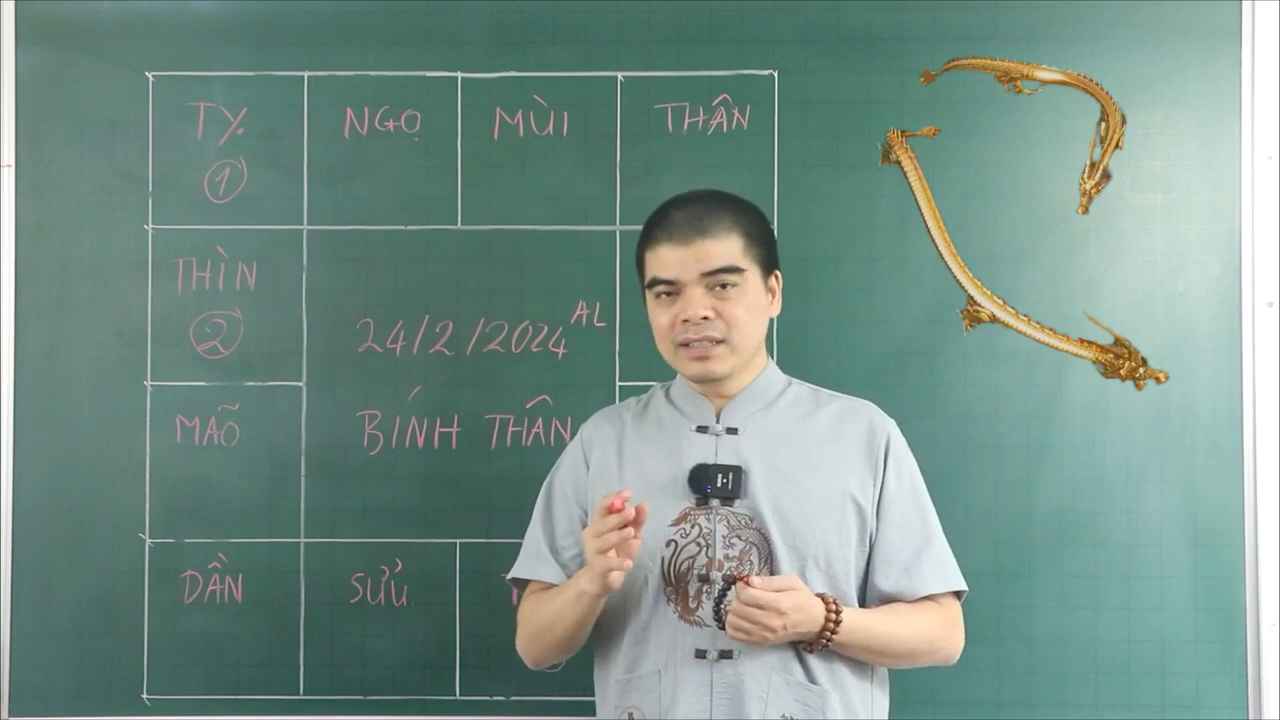 TỴ
NGỌ
MÙI
THÂN
1
THÌN
2
24/2/2024 AL
MÃO
BÍNH THÂN
DẦN
SỬU